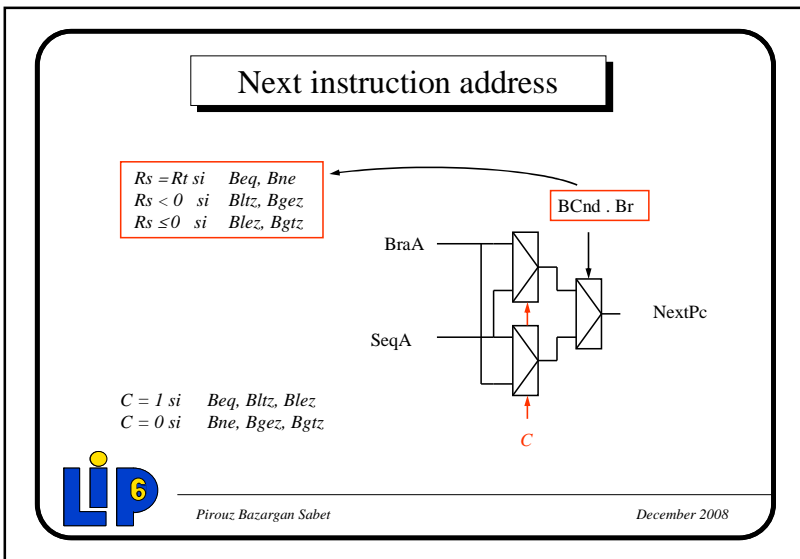 Next instruction address
Rs = Rt si Beq, Bne
Rs < 0 si Bltz, Bgez
Rs ≤0 si Blez, Bgtz
BCnd . Br
BraA
NextPc
SeqA
C = 1 si Beq, Bltz, Blez
C = 0 si Bne, Bgez, Bgtz
C
LiP6
Pirouz Bazargan Sabet
December 2008